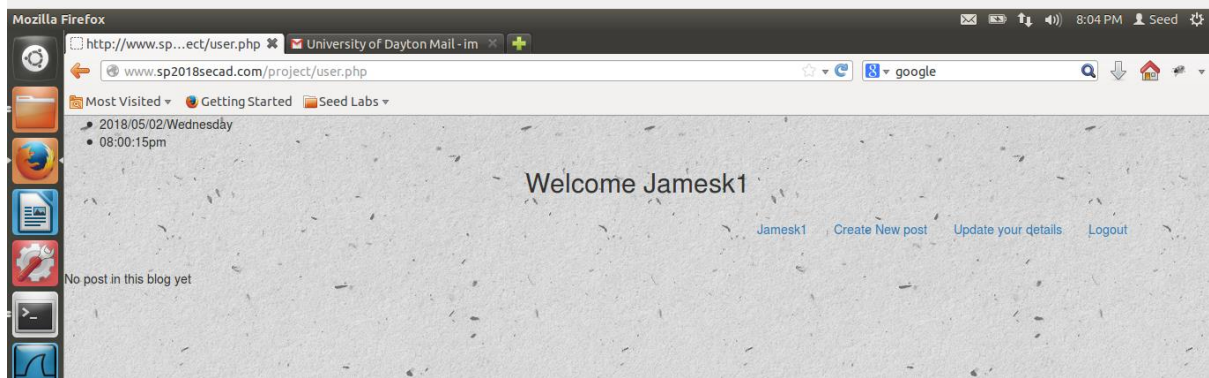 Mozilla Firefox
8:04 PM Seed
http://www.sp...ect/user.php University of Dayton Mail - im
www.sp2018secad.com/project/user.php google
Most Visited Getting Started Seed Labs
2018/05/02/Wednesday
08:00:15pm
Welcome Jamesk1
Jamesk1 Create New post Update your details Logout
No post in this blog yet